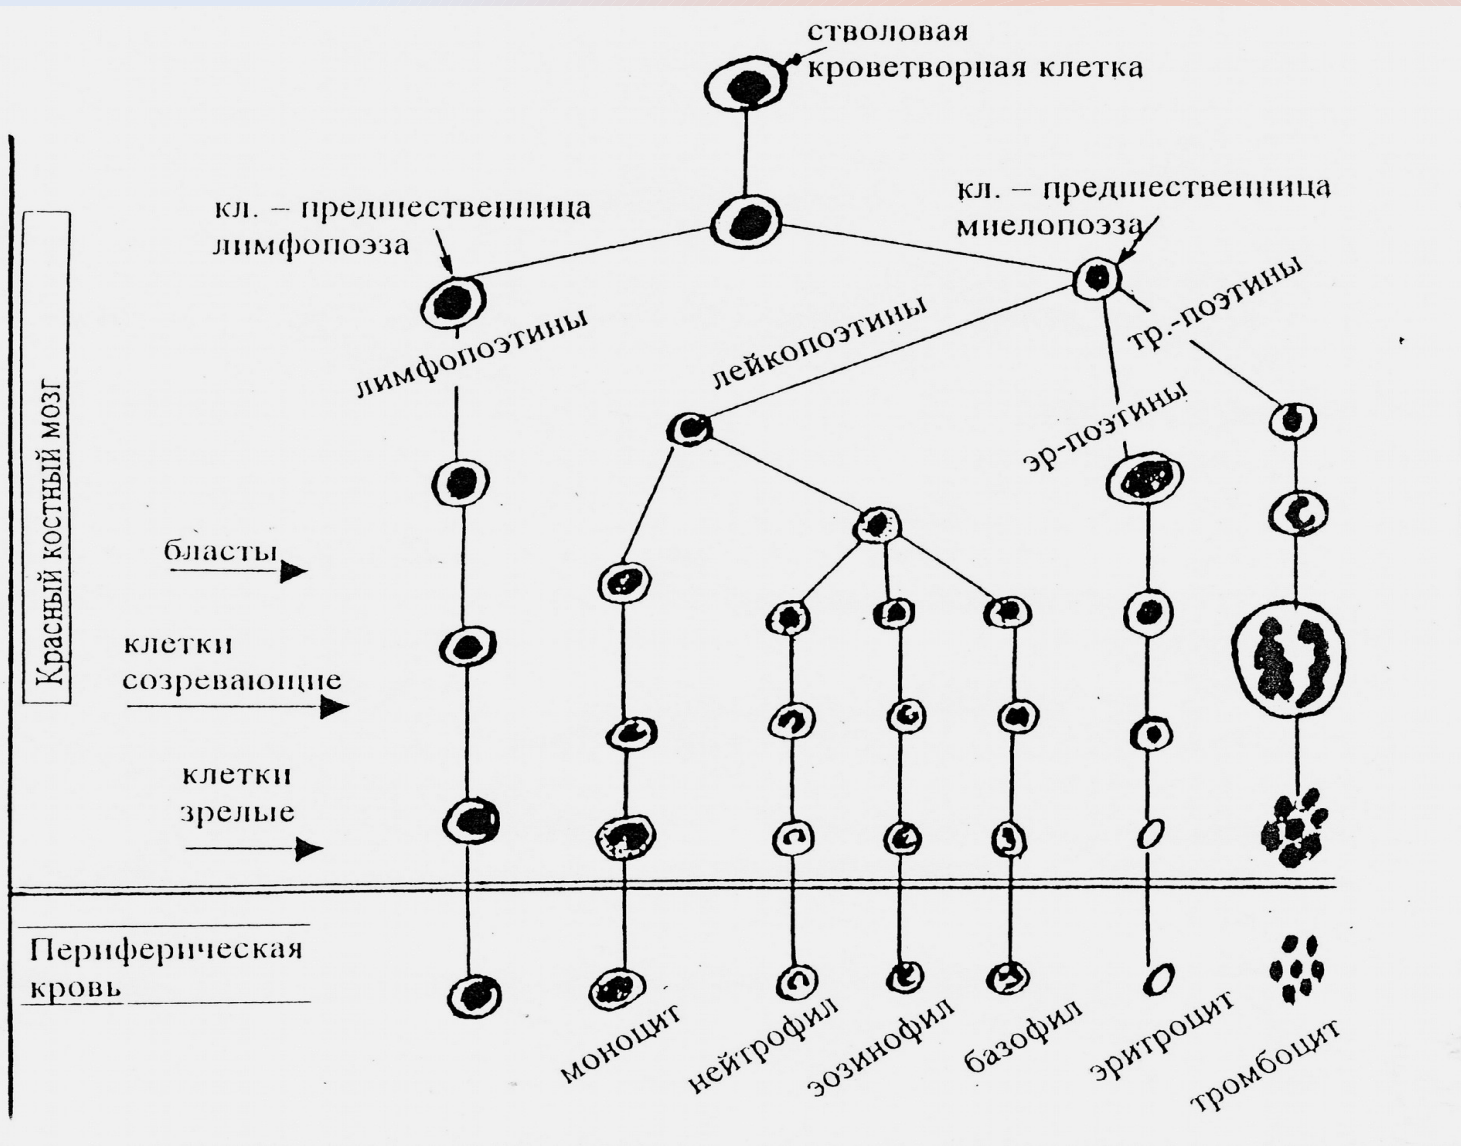 стволовая
кроветворная клетка
кл. – предшественница
миелопоэза
кл. – предшественница
лимфопоэза
тр.-поэтины
лимфопоэтины
лейкопоэтины
эр-поэтины
Красный костный мозг
бласты
клетки
созревающие
клетки
зрелые
Периферическая
кровь
моноцит
нейтрофил
эозинофил
базофил
эритроцит
тромбоцит